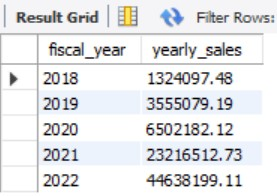 Result Grid Filter Rows:
fiscal_year yearly_sales
2018 1324097.48
2019 3555079.19
2020 6502182.12
2021 23216512.73
2022 44638199.11